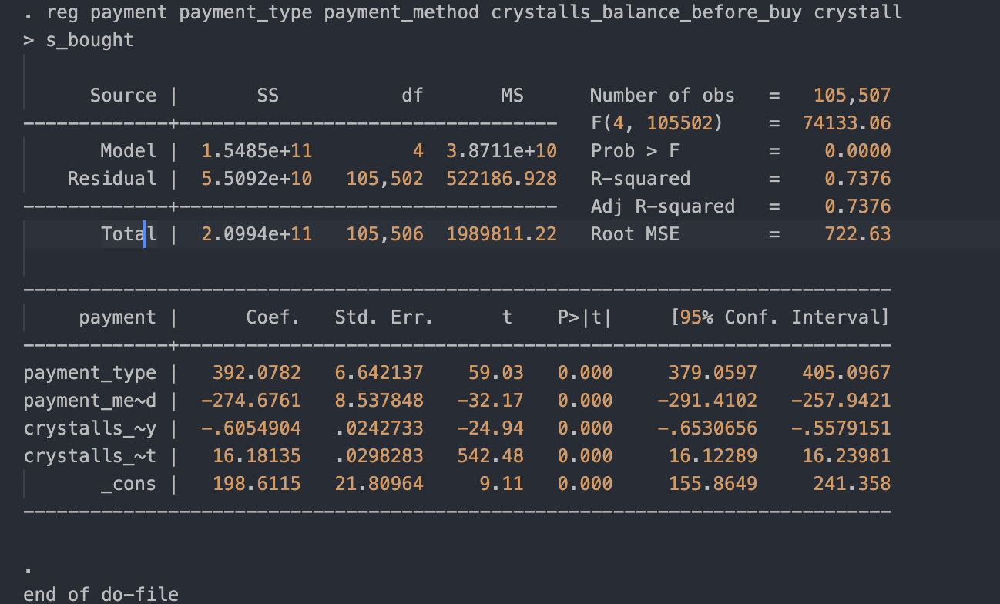 . reg payment payment_type payment_method crystalls_balance_before_buy crystall
> s_bought
Source | SS df MS Number of obs = 105,507
-------------+---------------------------------- F(4, 105502) = 74133.06
Model | 1.5485e+11 4 3.8711e+10 Prob > F = 0.0000
Residual | 5.5092e+10 105,502 522186.928 R-squared = 0.7376
-------------+---------------------------------- Adj R-squared = 0.7376
Total | 2.0994e+11 105,506 1989811.22 Root MSE = 722.63
------------------------------------------------------------------------------
payment | Coef. Std. Err. t P>|t| [95% Conf. Interval]
-------------+----------------------------------------------------------------
payment_type | 392.0782 6.642137 59.03 0.000 379.0597 405.0967
payment_me~d | -274.6761 8.537848 -32.17 0.000 -291.4102 -257.9421
crystalls_~y | -.6054904 .0242733 -24.94 0.000 -.6530656 -.5579151
crystalls_~t | 16.18135 .0298283 542.48 0.000 16.12289 16.23981
_cons | 198.6115 21.80964 9.11 0.000 155.8649 241.358
------------------------------------------------------------------------------
.
end of do-file